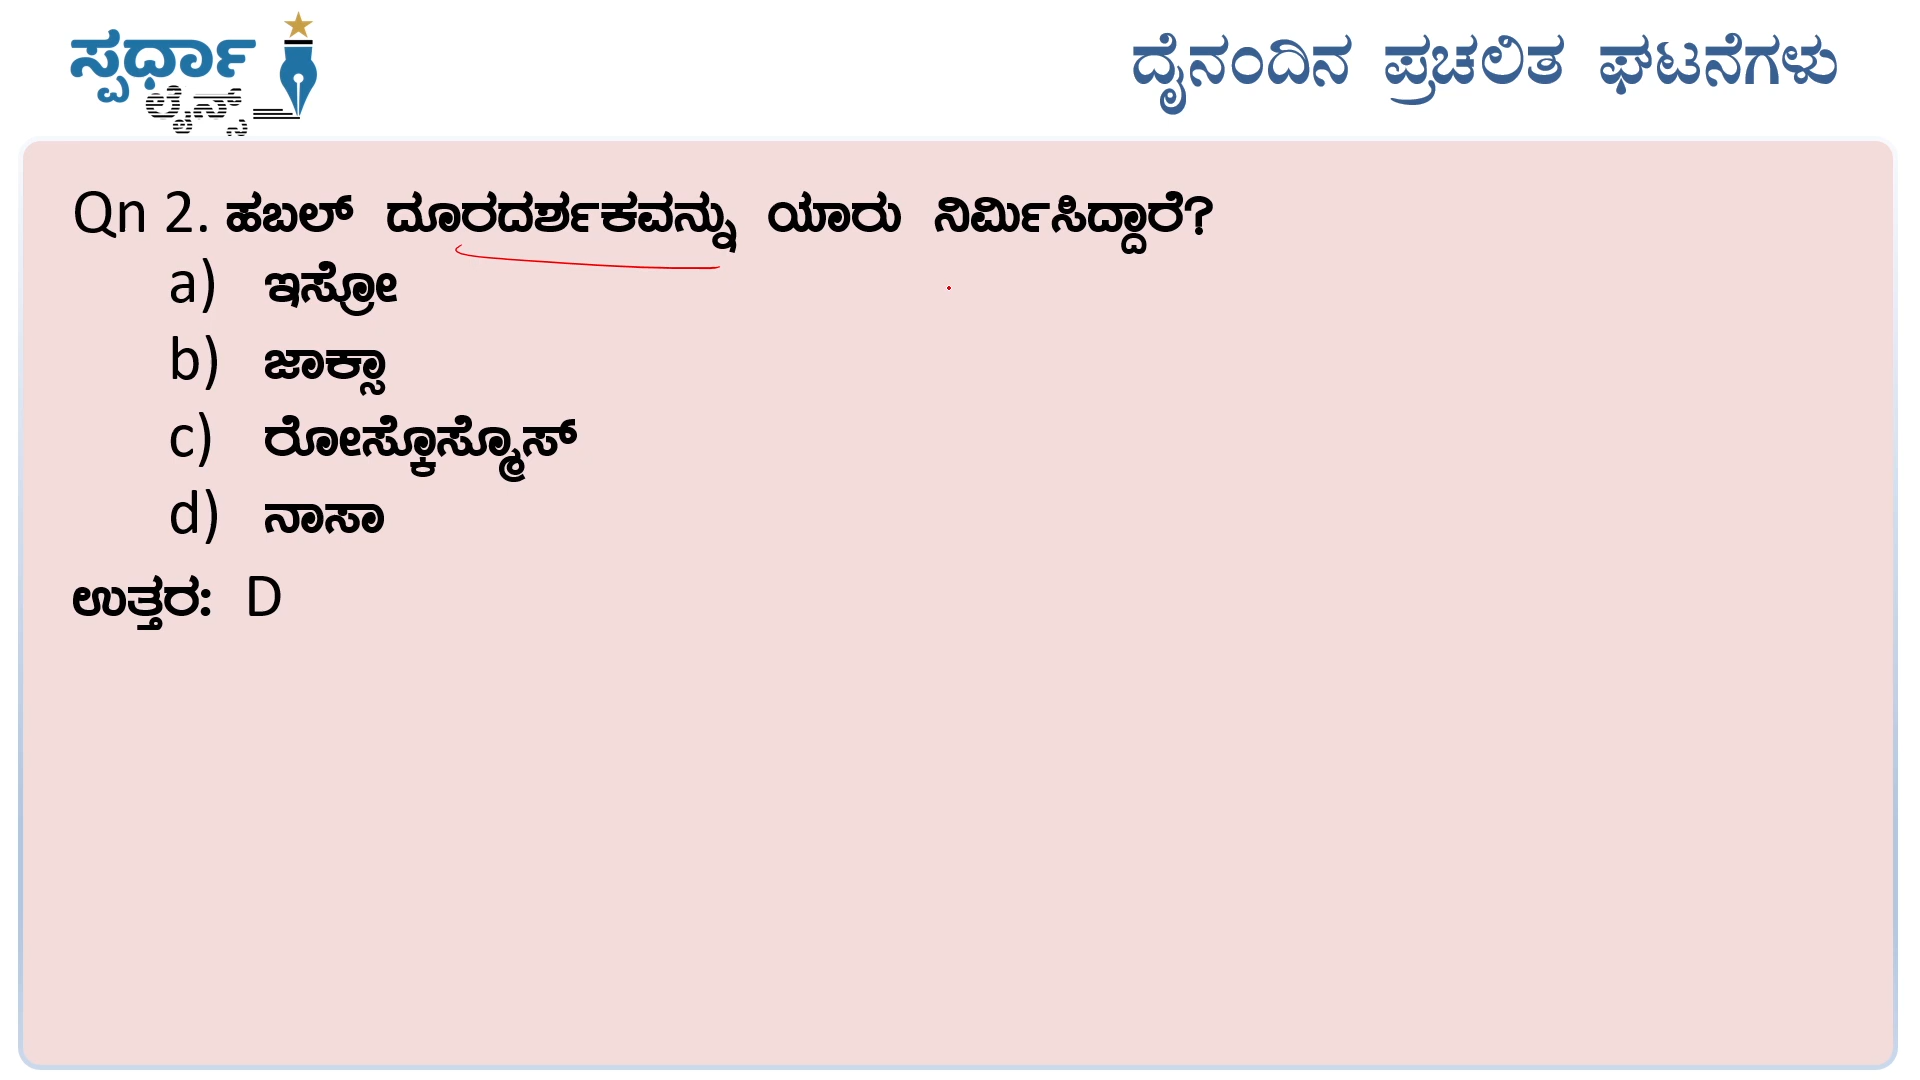 ಸ್ಪರ್ಧಾ
ಲೈನ್ಸ್
ದೈನಂದಿನ ಪ್ರಚಲಿತ ಘಟನೆಗಳು
Qn 2. ಹಬಲ್ ದೂರದರ್ಶಕವನ್ನು ಯಾರು ನಿರ್ಮಿಸಿದ್ದಾರೆ?
a) ಇಸ್ರೋ
b) ಜಾಕ್ಸಾ
c) ರೋಸ್ಕೊಸ್ಮೊಸ್
d) ನಾಸಾ
ಉತ್ತರ: D